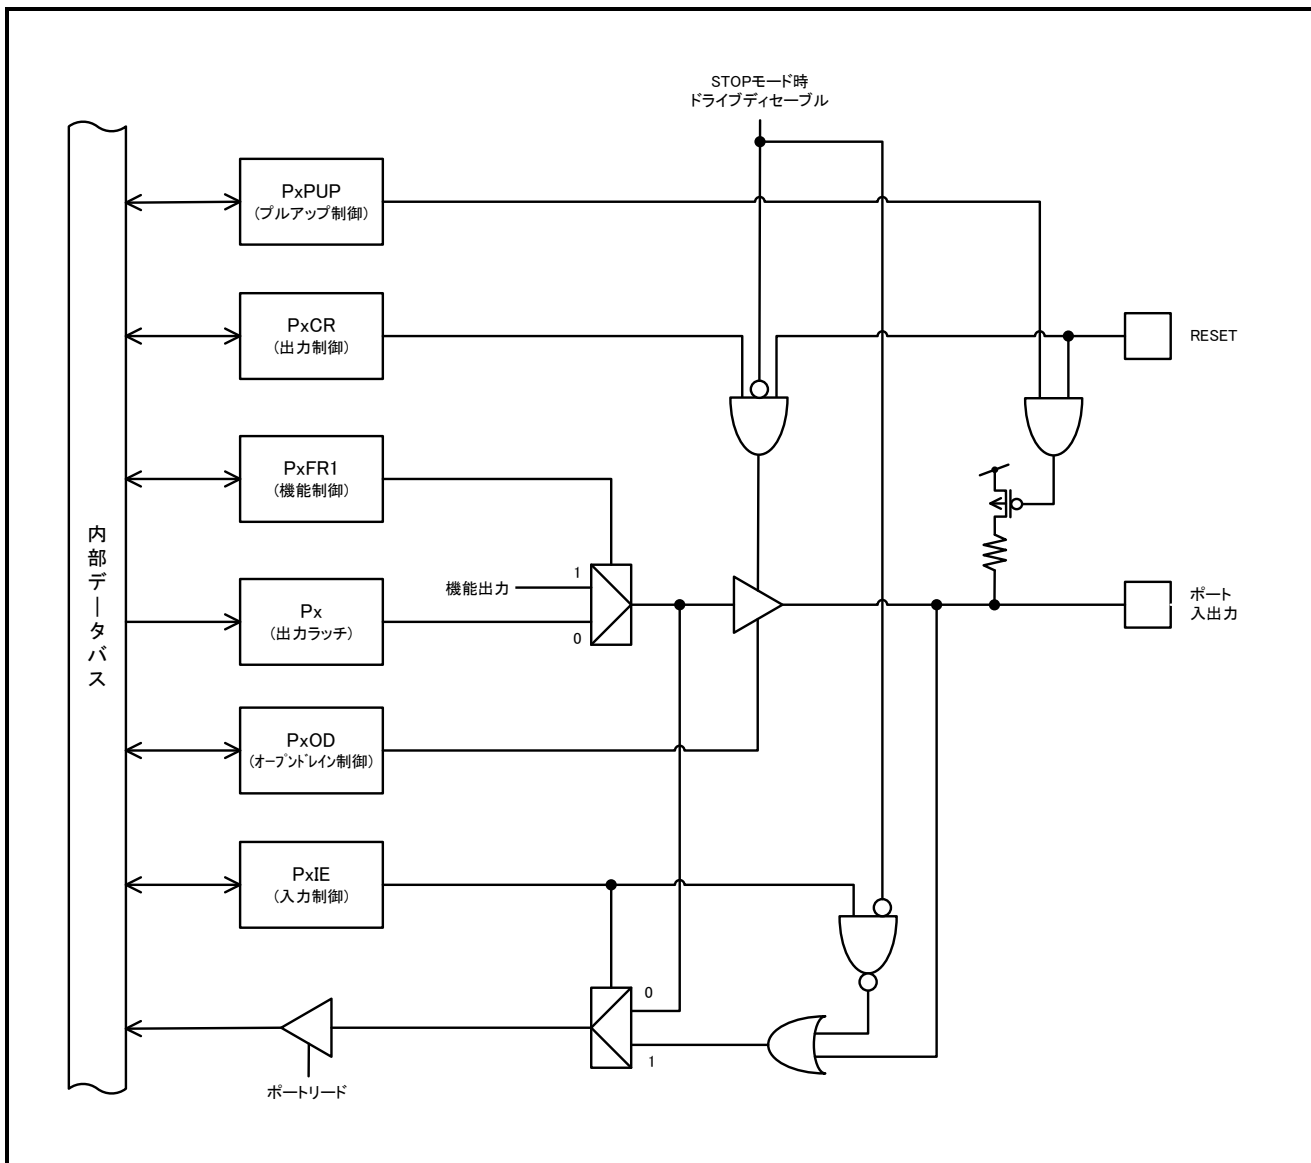 STOPモード時
ドライブディセーブル
PxPUP
(プルアップ制御)
PxCR
(出力制御)
RESET
PxFR1
(機能制御)
内部データバス
機能出力
1
0
Px
(出力ラッチ)
ポート
入出力
PxOD
(オープンドレイン制御)
PxIE
(入力制御)
0
1
ポートリード